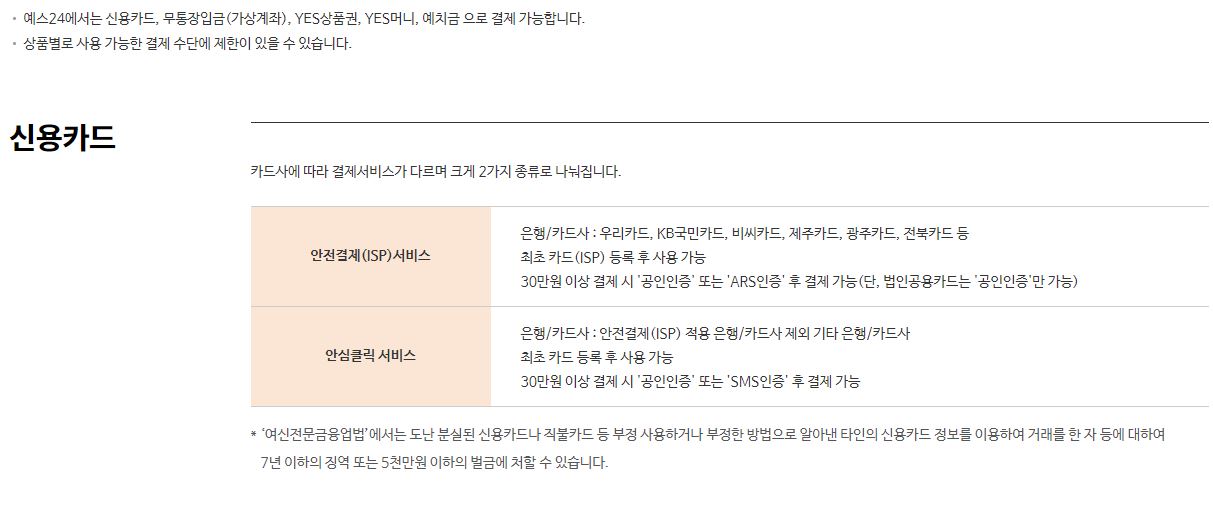 · 예스24에서는 신용카드, 무통장입금(가상계좌), YES상품권, YES머니, 예치금 으로 결제 가능합니다.
· 상품별로 사용 가능한 결제 수단에 제한이 있을 수 있습니다.
신용카드
카드사에 따라 결제서비스가 다르며 크게 2가지 종류로 나눠집니다.
안전결제(ISP)서비스
은행/카드사 : 우리카드, KB국민카드, 비씨카드, 제주카드, 광주카드, 전북카드 등
최초 카드(ISP) 등록 후 사용 가능
30만원 이상 결제 시 '공인인증' 또는 'ARS인증' 후 결제 가능(단, 법인공용카드는 '공인인증'만 가능)
안심클릭 서비스
은행/카드사 : 안전결제(ISP) 적용 은행/카드사 제외 기타 은행/카드사
최초 카드 등록 후 사용 가능
30만원 이상 결제 시 '공인인증' 또는 'SMS인증' 후 결제 가능
* ‘여신전문금융업법’에서는 도난 분실된 신용카드나 직불카드 등 부정 사용하거나 부정한 방법으로 알아낸 타인의 신용카드 정보를 이용하여 거래를 한 자 등에 대하여
7년 이하의 징역 또는 5천만원 이하의 벌금에 처할 수 있습니다.